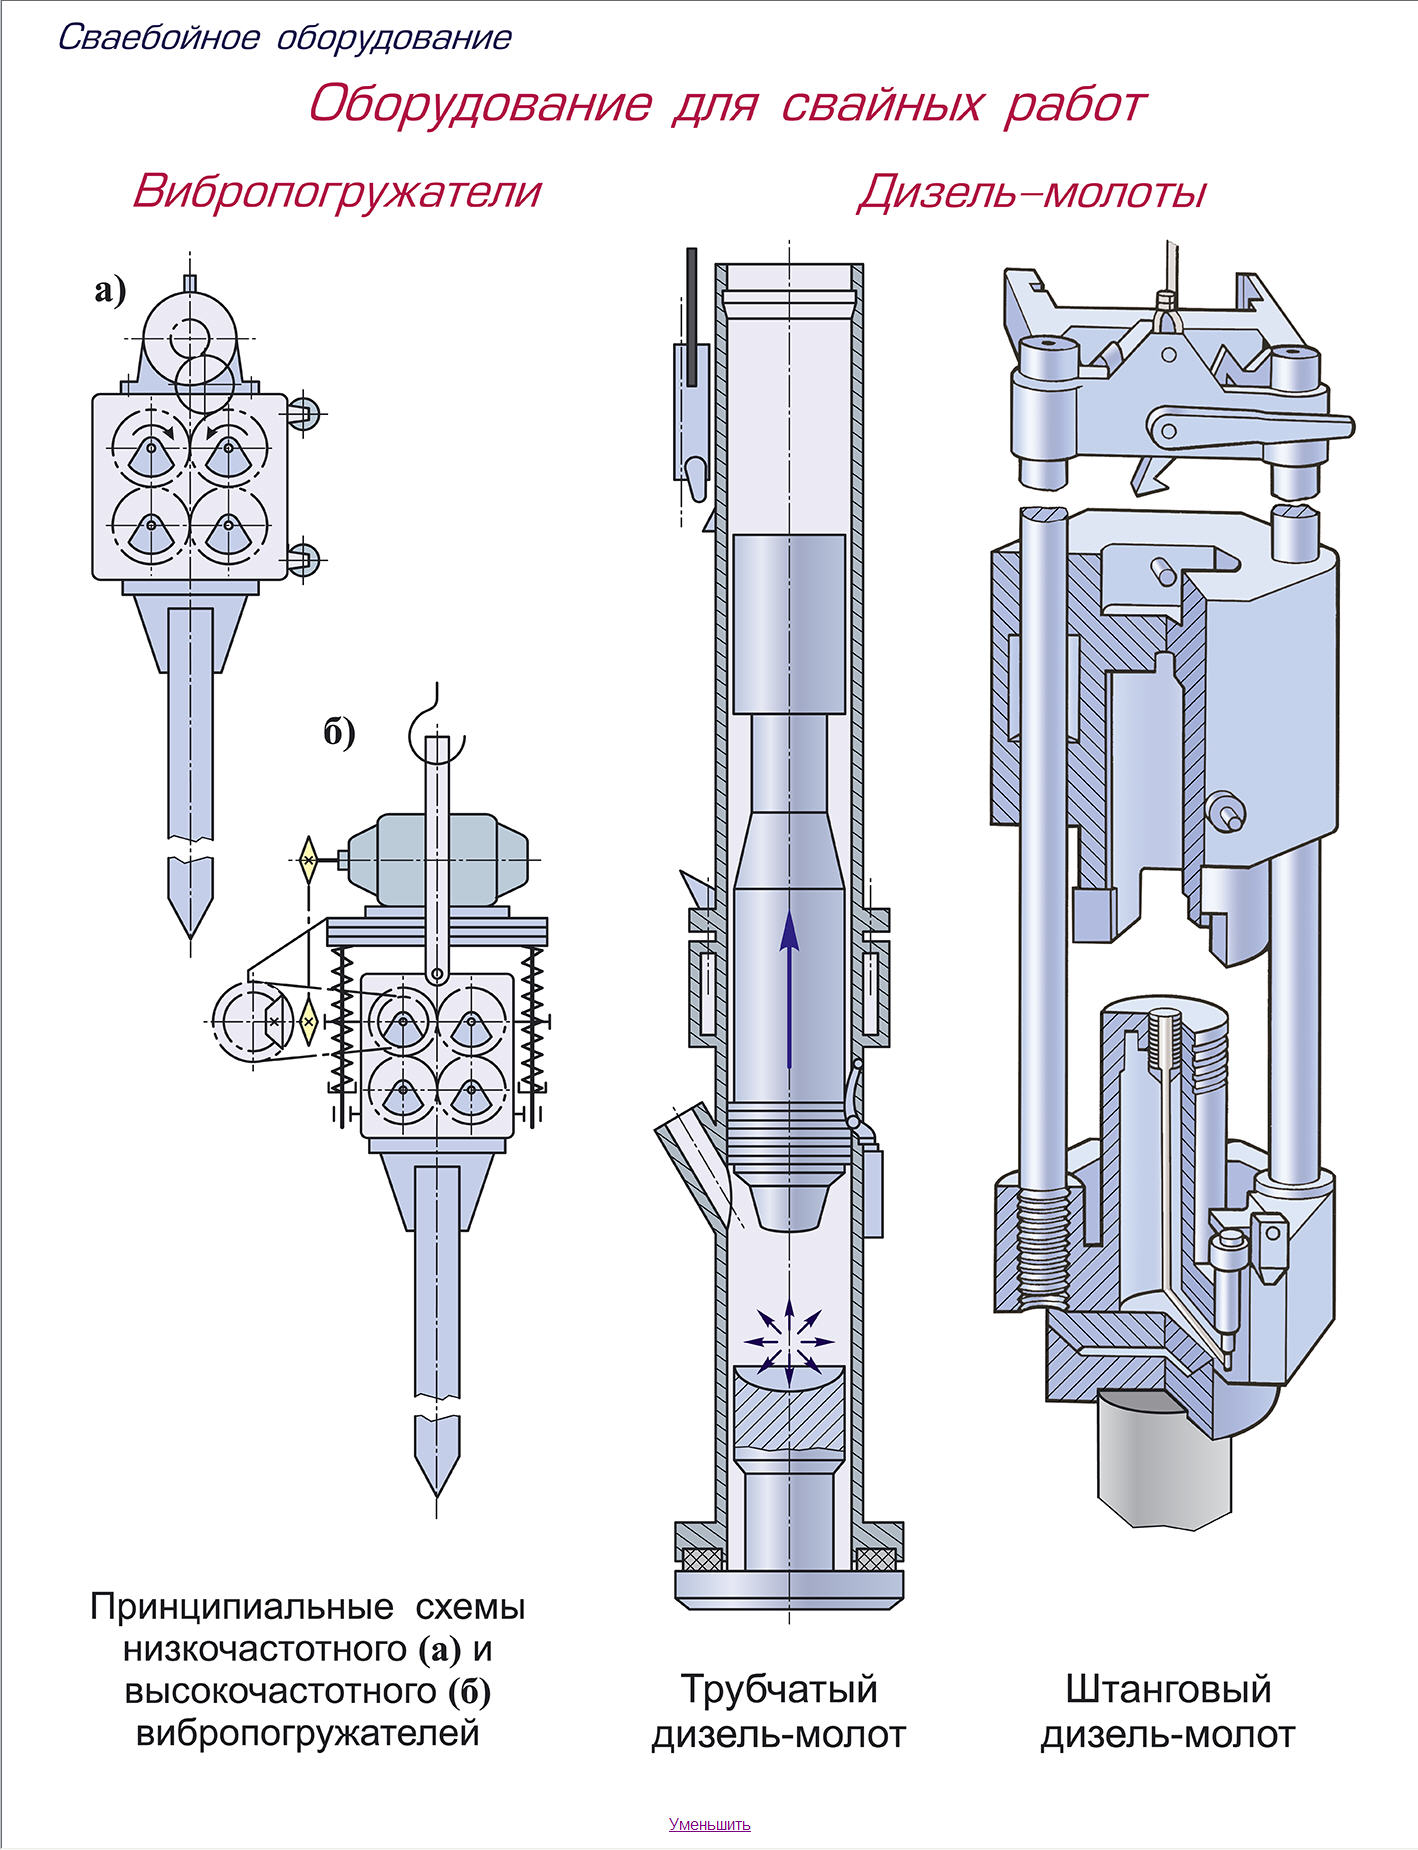 Сваебойное оборудование
Оборудование для свайных работ
Вибропогружатели
Дизель-молоты
а)
б)
Принципиальные схемы
низкочастотного (а) и
высокочастотного (б)
вибропогружателей
Трубчатый
дизель-молот
Штанговый
дизель-молот
Уменьшить